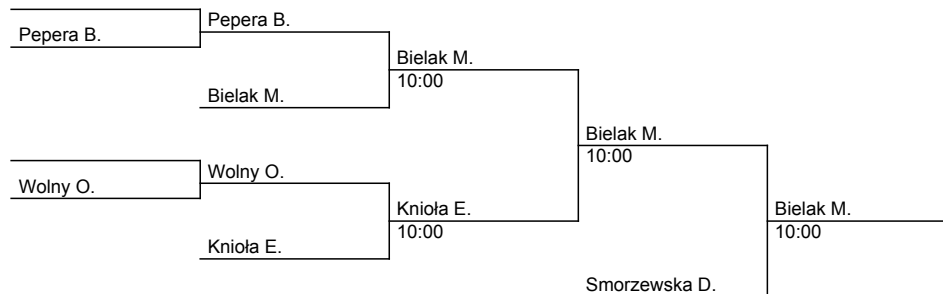 Pepera B.
Pepera B.
Bielak M.
Bielak M.
10:00
Bielak M.
10:00
Wolny O.
Wolny O.
Knioła E.
10:00
Knioła E.
Bielak M.
10:00
Smorzewska D.